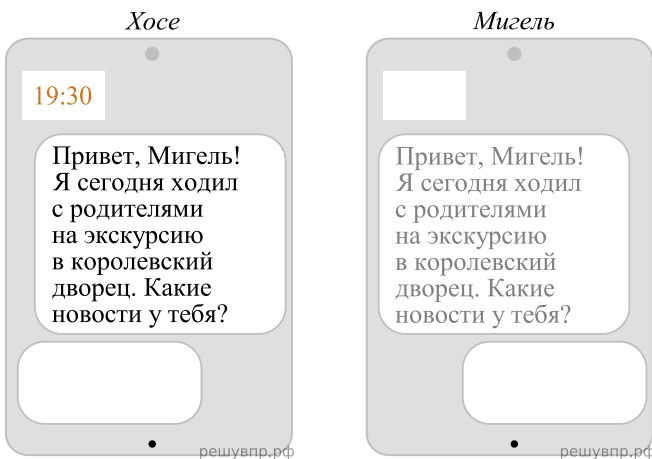 Хосе
19:30
Привет, Мигель!
Я сегодня ходил
с родителями
на экскурсию
в королевский
дворец. Какие
новости у тебя?
решувпр.рф
Мигель
Привет, Мигель!
Я сегодня ходил
с родителями
на экскурсию
в королевский
дворец. Какие
новости у тебя?
решувпр.рф